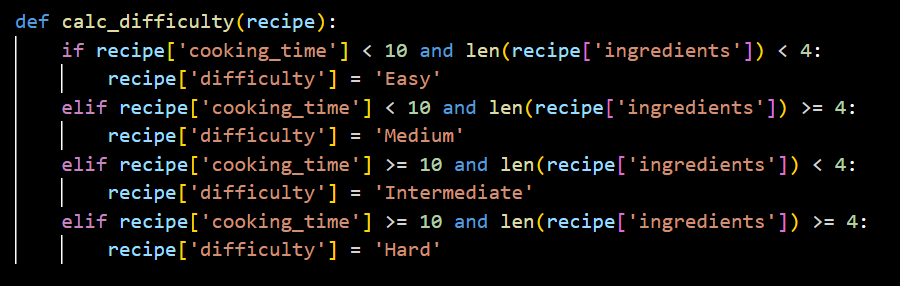 def calc_difficulty(recipe):
    if recipe['cooking_time'] < 10 and len(recipe['ingredients']) < 4:
        recipe['difficulty'] = 'Easy'
    elif recipe['cooking_time'] < 10 and len(recipe['ingredients']) >= 4:
        recipe['difficulty'] = 'Medium'
    elif recipe['cooking_time'] >= 10 and len(recipe['ingredients']) < 4:
        recipe['difficulty'] = 'Intermediate'
    elif recipe['cooking_time'] >= 10 and len(recipe['ingredients']) >= 4:
        recipe['difficulty'] = 'Hard'